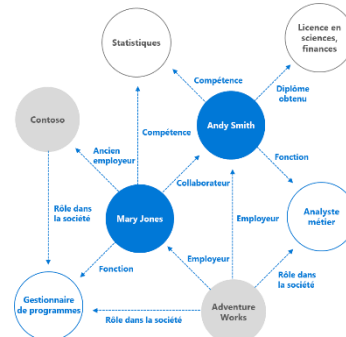 Licence en
sciences,
finances
Statistiques
Compétence
Diplôme
obtenu
Contoso
Andy Smith
Ancien
employeur
Compétence
Fonction
Collaborateur
Rôle dans
la société
Mary Jones
Employeur
Analyste
métier
Fonction
Employeur
Rôle dans
la société
Gestionnaire
de programmes
Rôle dans la société
Adventure
Works